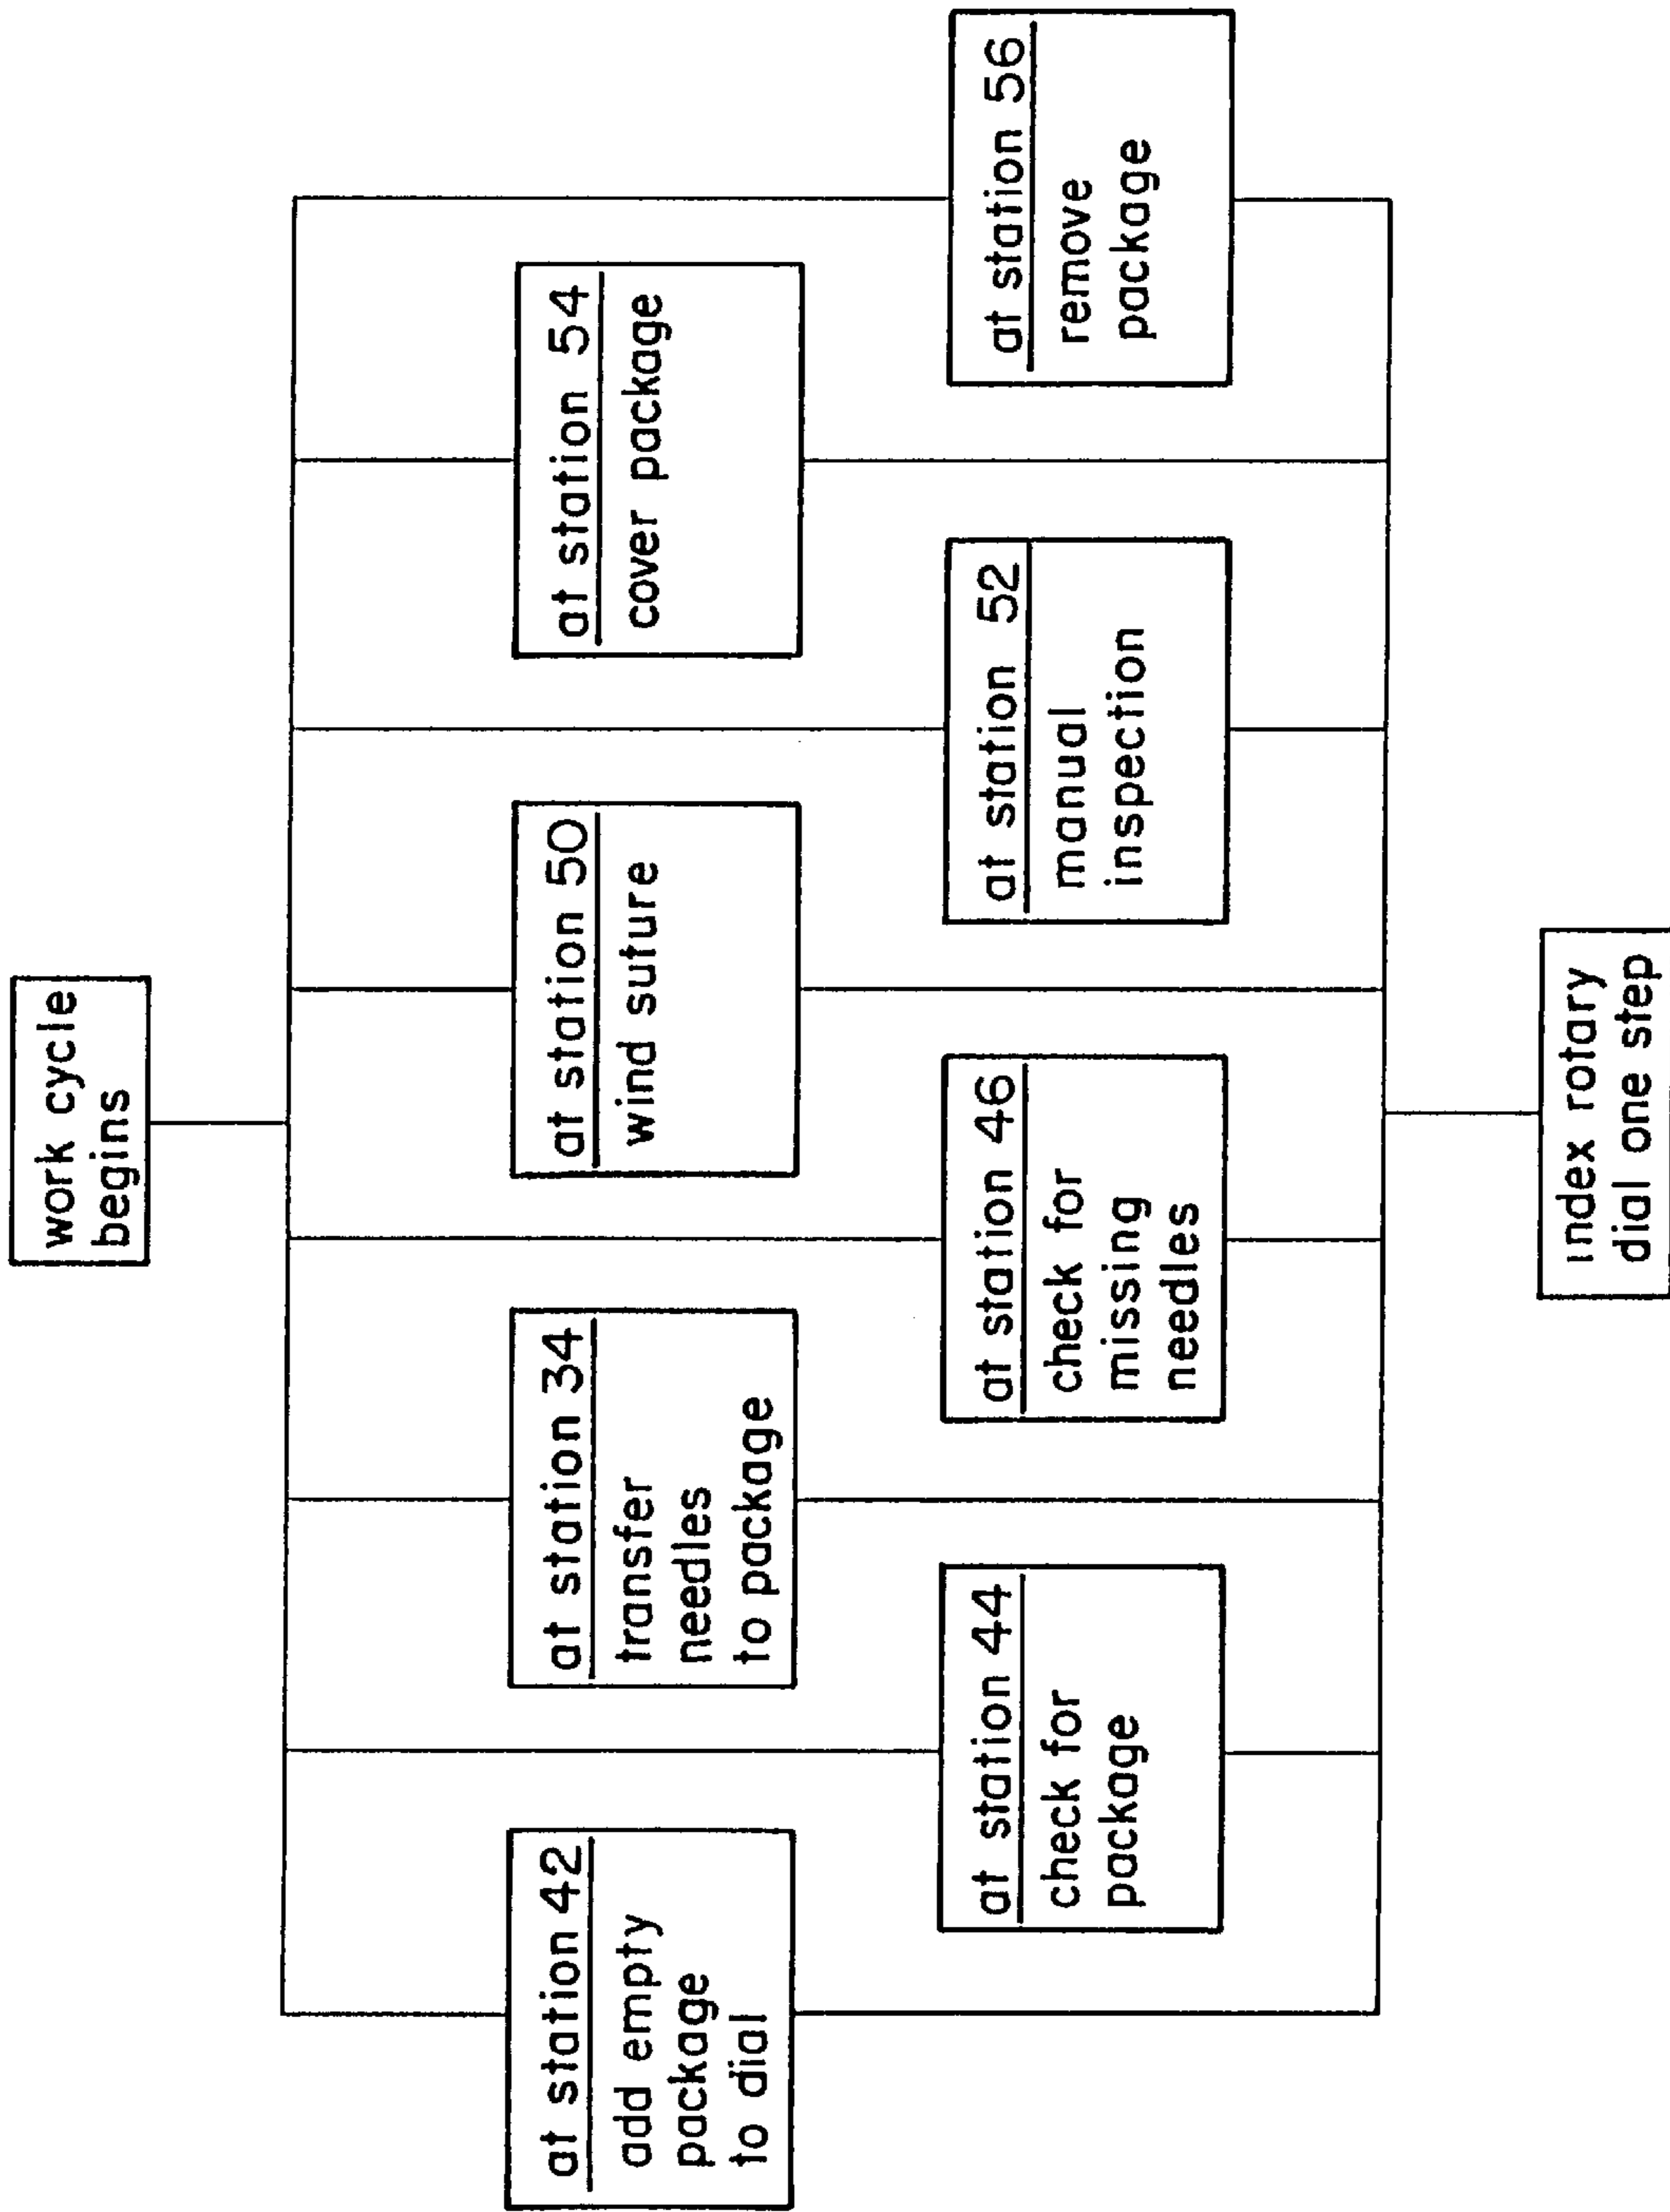 work cycle
begins
at station 42
add empty
package
to dial
at station 34
transfer
needles
to package
at station 50
wind suture
at station 54
cover package
at station 44
check for
package
at station 46
check for
missing
needles
at station 52
manual
inspection
at station 56
remove
package
index rotary
dial one step